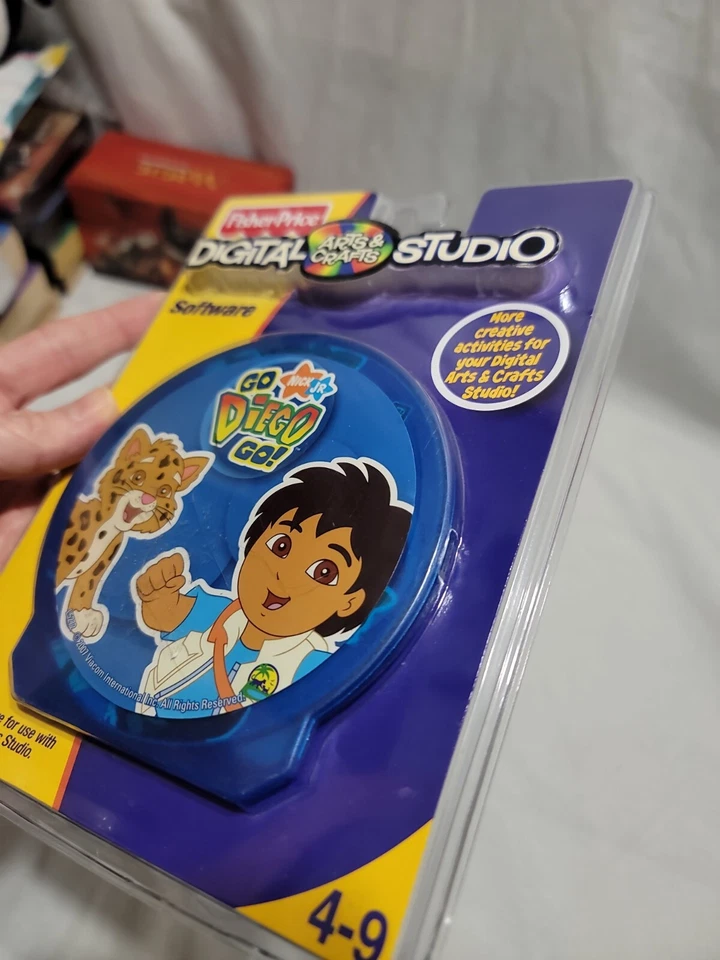 Fisher-Price
DIGITAL ARTS & CRAFTS STUDIO
Software
More
creative
activities for
your Digital
Arts & Crafts
Studio!
GO NICK JR
DIEGO
GO!
©2007 Viacom International Inc. All Rights Reserved.
e for use with
s Studio.
4-9